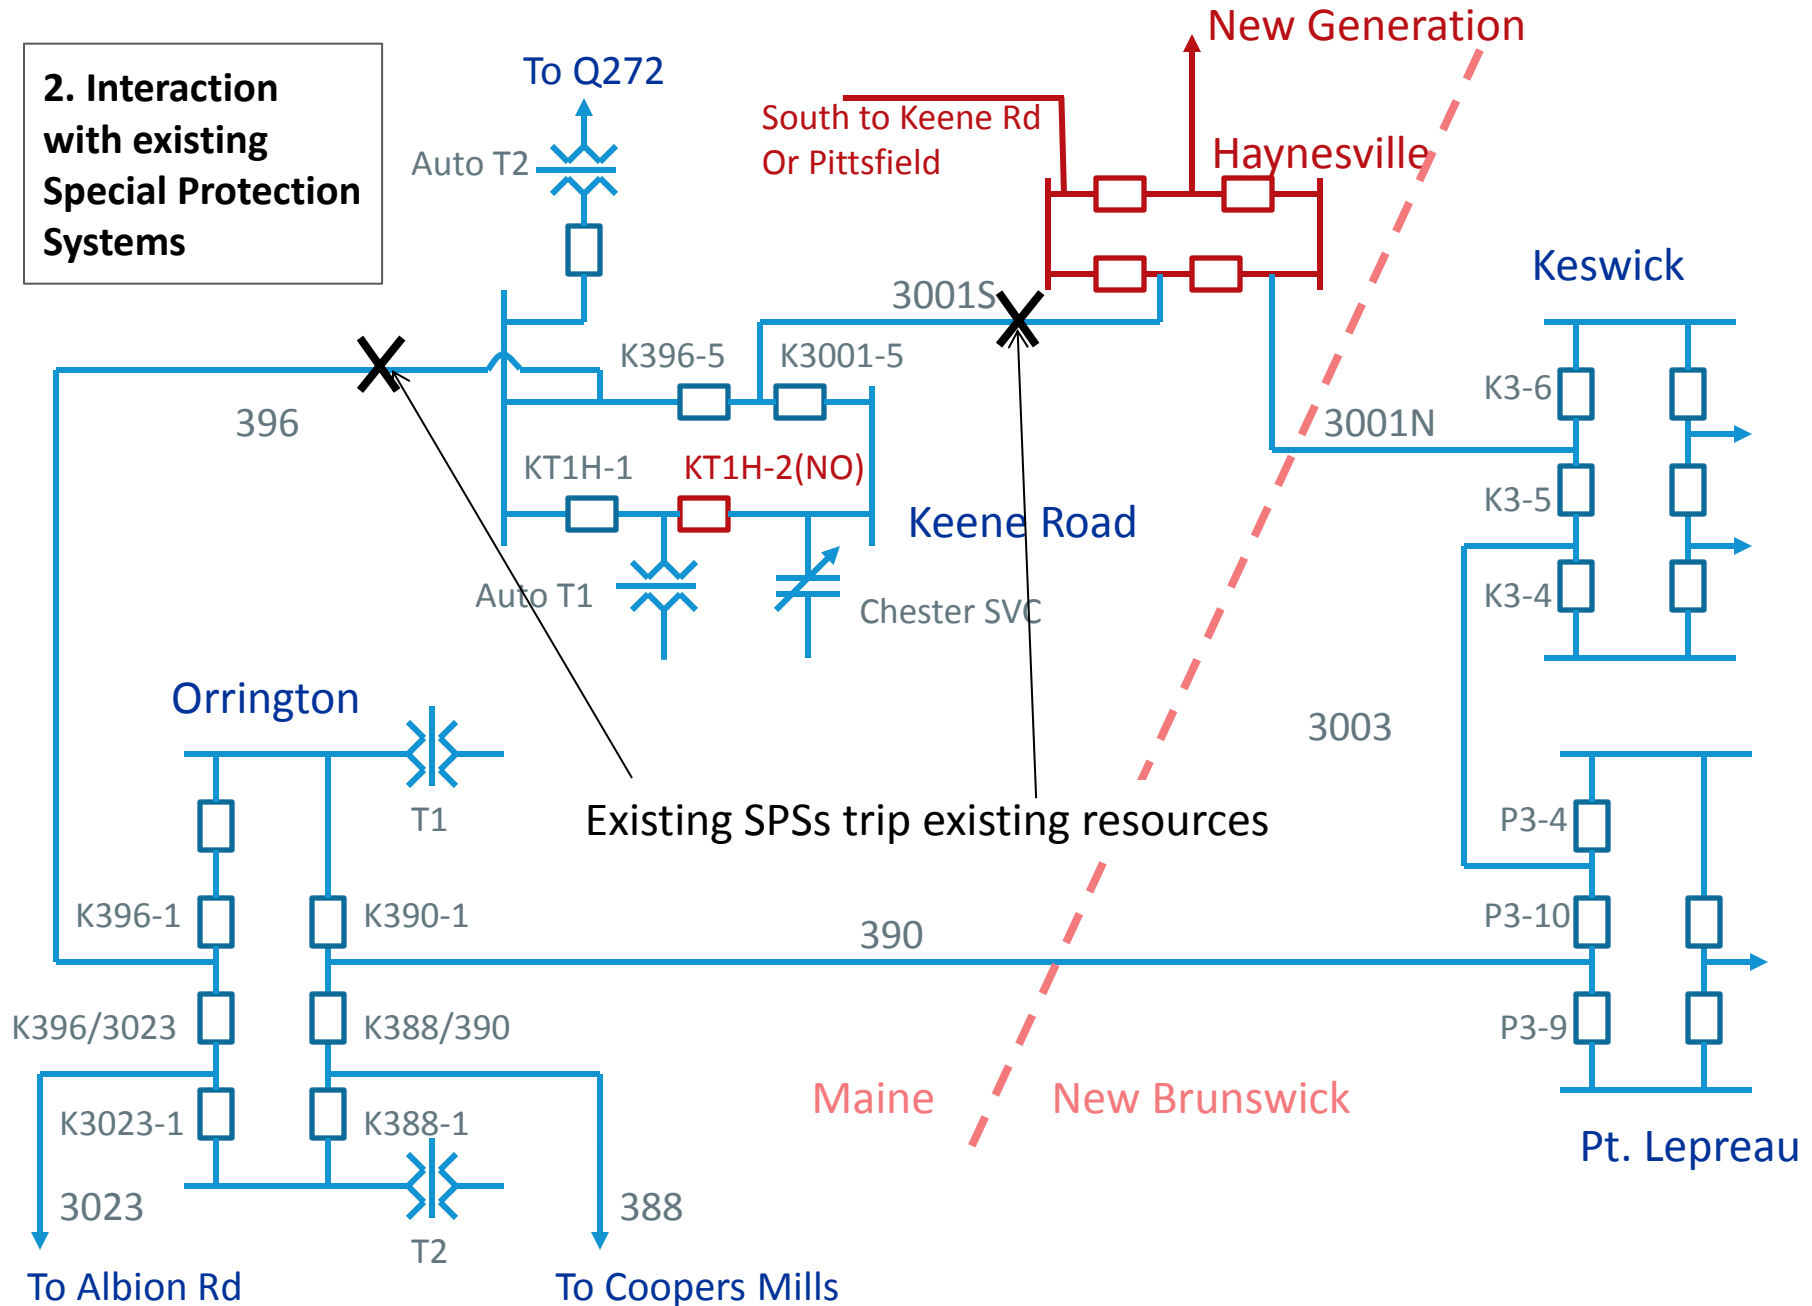 2. Interaction
with existing
Special Protection
Systems
To Q272
Auto T2
New Generation
South to Keene Rd
Or Pittsfield
Haynesville
3001S
Keswick
K396-5
K3001-5
396
K3-6
3001N
KT1H-1
KT1H-2(NO)
K3-5
Keene Road
Auto T1
Chester SVC
K3-4
Orrington
3003
T1
Existing SPSs trip existing resources
P3-4
K396-1
K390-1
390
P3-10
K396/3023
K388/390
P3-9
Maine
New Brunswick
K3023-1
K388-1
Pt. Lepreau
3023
388
T2
To Albion Rd
To Coopers Mills